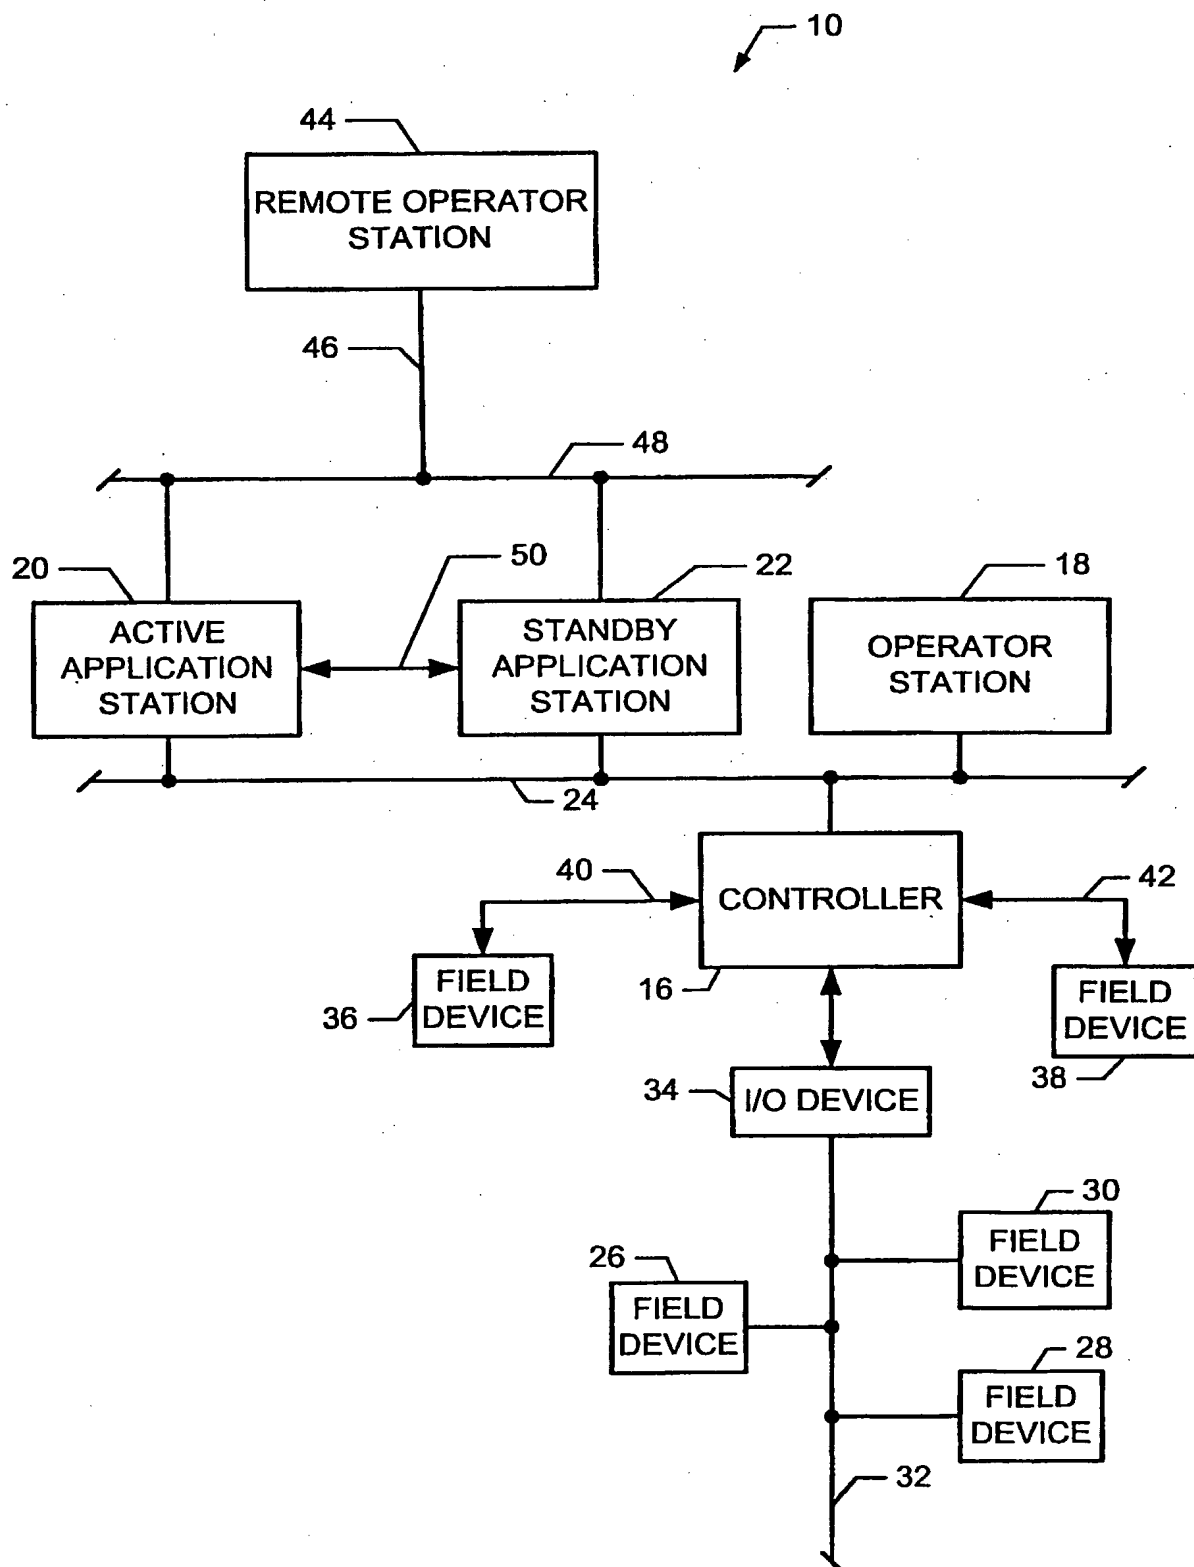 10
44
REMOTE OPERATOR
STATION
46
48
50
20
22
18
ACTIVE
APPLICATION
STATION
STANDBY
APPLICATION
STATION
OPERATOR
STATION
24
40
42
CONTROLLER
16
36
FIELD
DEVICE
FIELD
DEVICE
38
34
I/O DEVICE
30
FIELD
DEVICE
26
FIELD
DEVICE
28
FIELD
DEVICE
32